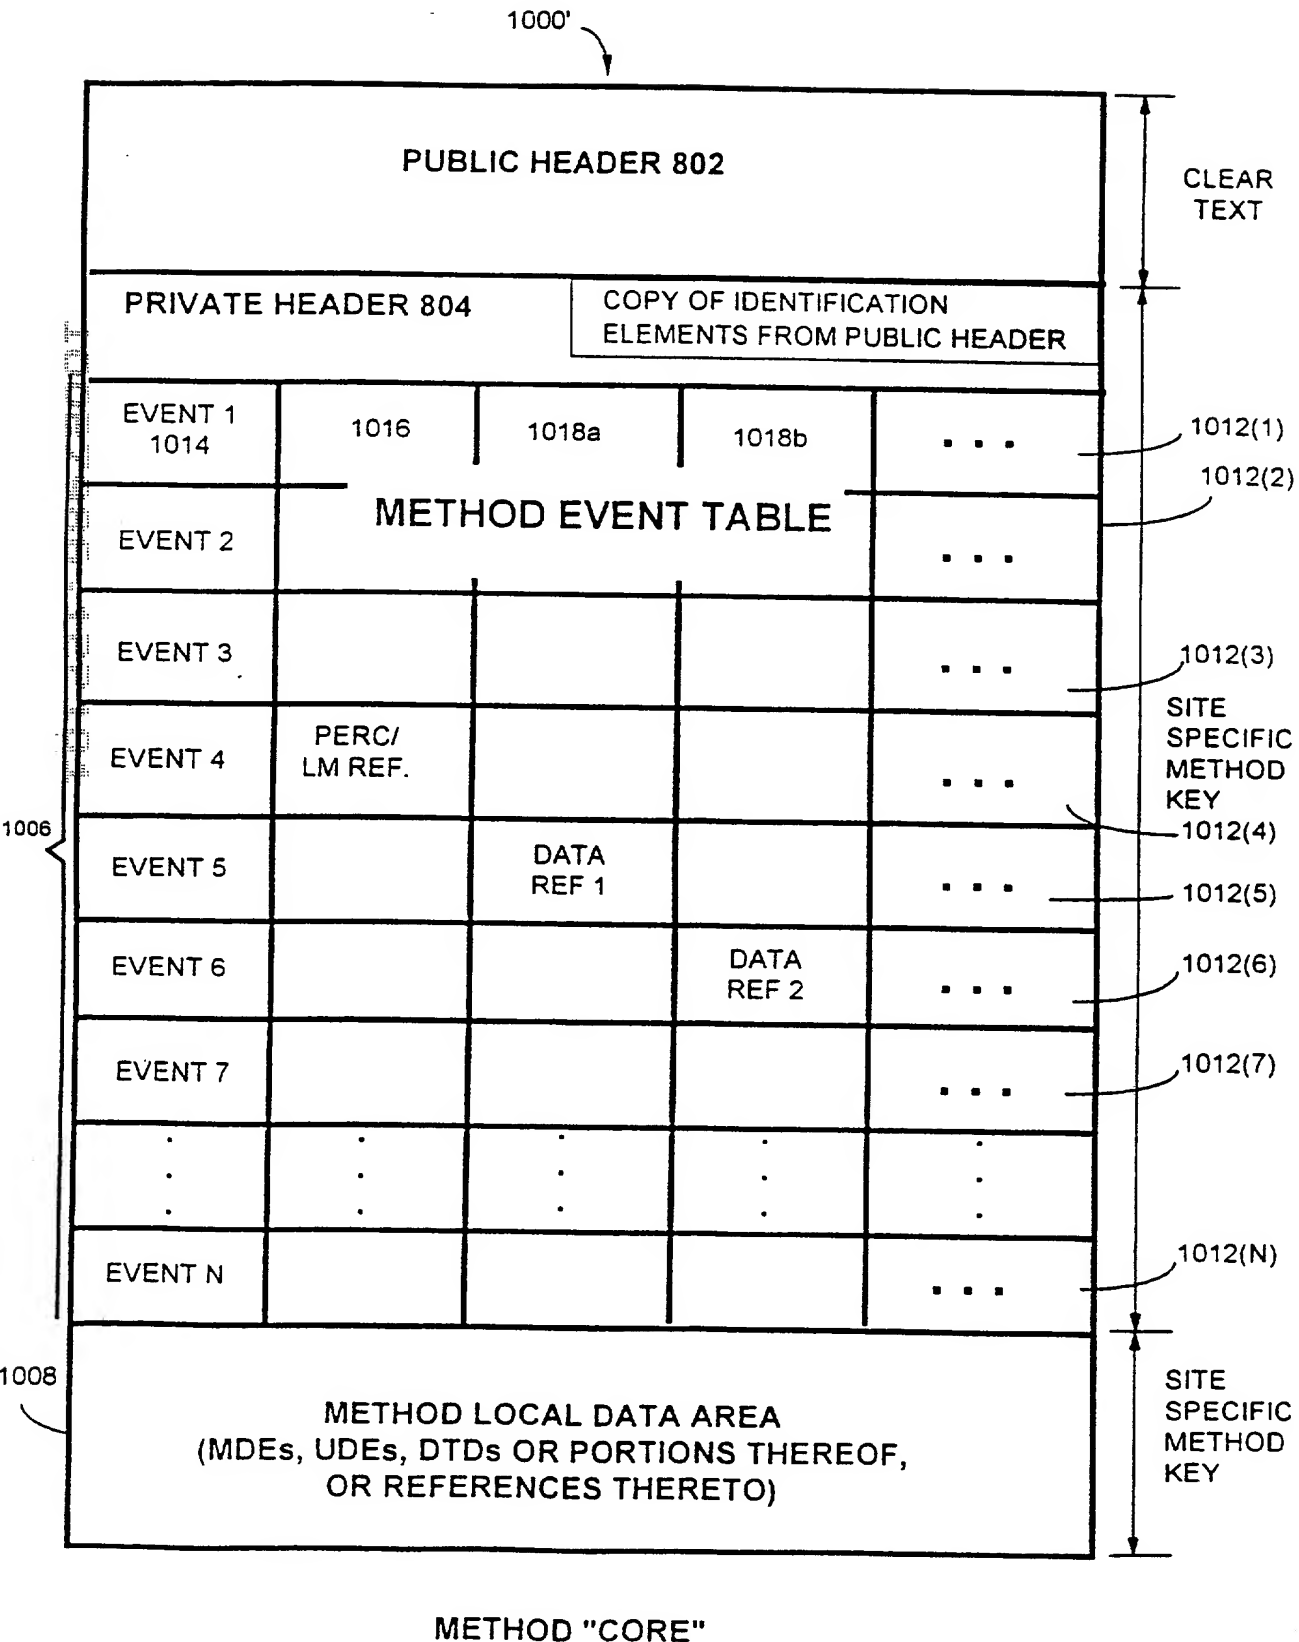 1000'
PUBLIC HEADER 802
CLEAR
TEXT
PRIVATE HEADER 804
COPY OF IDENTIFICATION
ELEMENTS FROM PUBLIC HEADER
EVENT 1
1014
1016
1018a
1018b
...
1012(1)
1012(2)
METHOD EVENT TABLE
EVENT 2
...
EVENT 3
...
1012(3)
SITE
SPECIFIC
METHOD
KEY
EVENT 4
PERC/
LM REF.
...
1012(4)
1006
EVENT 5
DATA
REF 1
...
1012(5)
EVENT 6
DATA
REF 2
...
1012(6)
EVENT 7
...
1012(7)
EVENT N
...
1012(N)
1008
METHOD LOCAL DATA AREA
(MDEs, UDEs, DTDs OR PORTIONS THEREOF,
OR REFERENCES THERETO)
SITE
SPECIFIC
METHOD
KEY
METHOD "CORE"